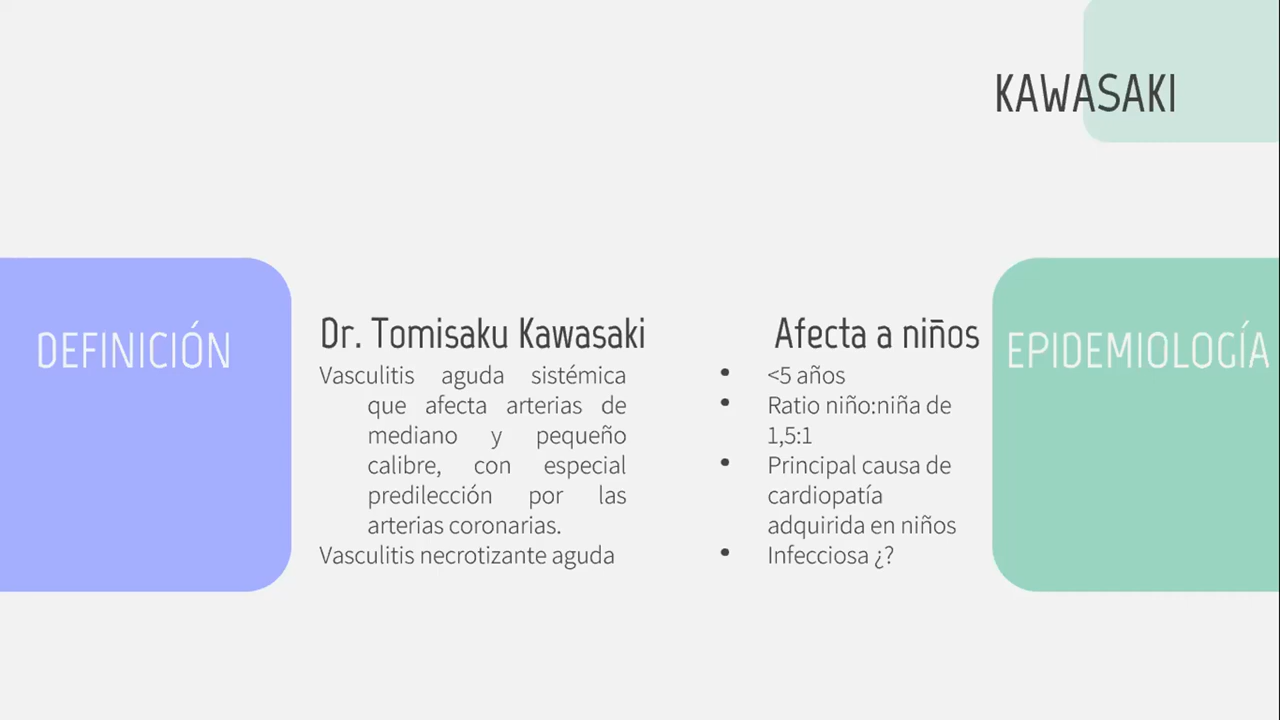 KAWASAKI
DEFINICIÓN
Dr. Tomisaku Kawasaki
Vasculitis aguda sistémica
que afecta arterias de
mediano y pequeño
calibre, con especial
predilección por las
arterias coronarias.
Vasculitis necrotizante aguda
Afecta a niños
• <5 años
• Ratio niño:niña de
1,5:1
• Principal causa de
cardiopatía
adquirida en niños
• Infecciosa ¿?
EPIDEMIOLOGÍA